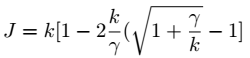 J = k[1 − 2\frac{k}{\gamma}(\sqrt{1 + \frac{\gamma}{k}} − 1]